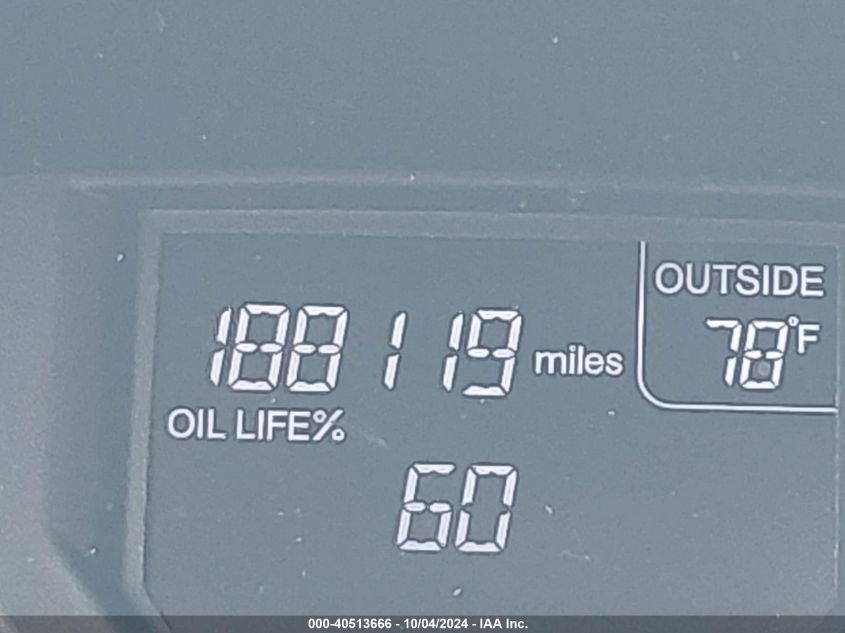 OUTSIDE
188119 miles
78°F
OIL LIFE%
60
000-40513666 - 10/04/2024 - IAA Inc.